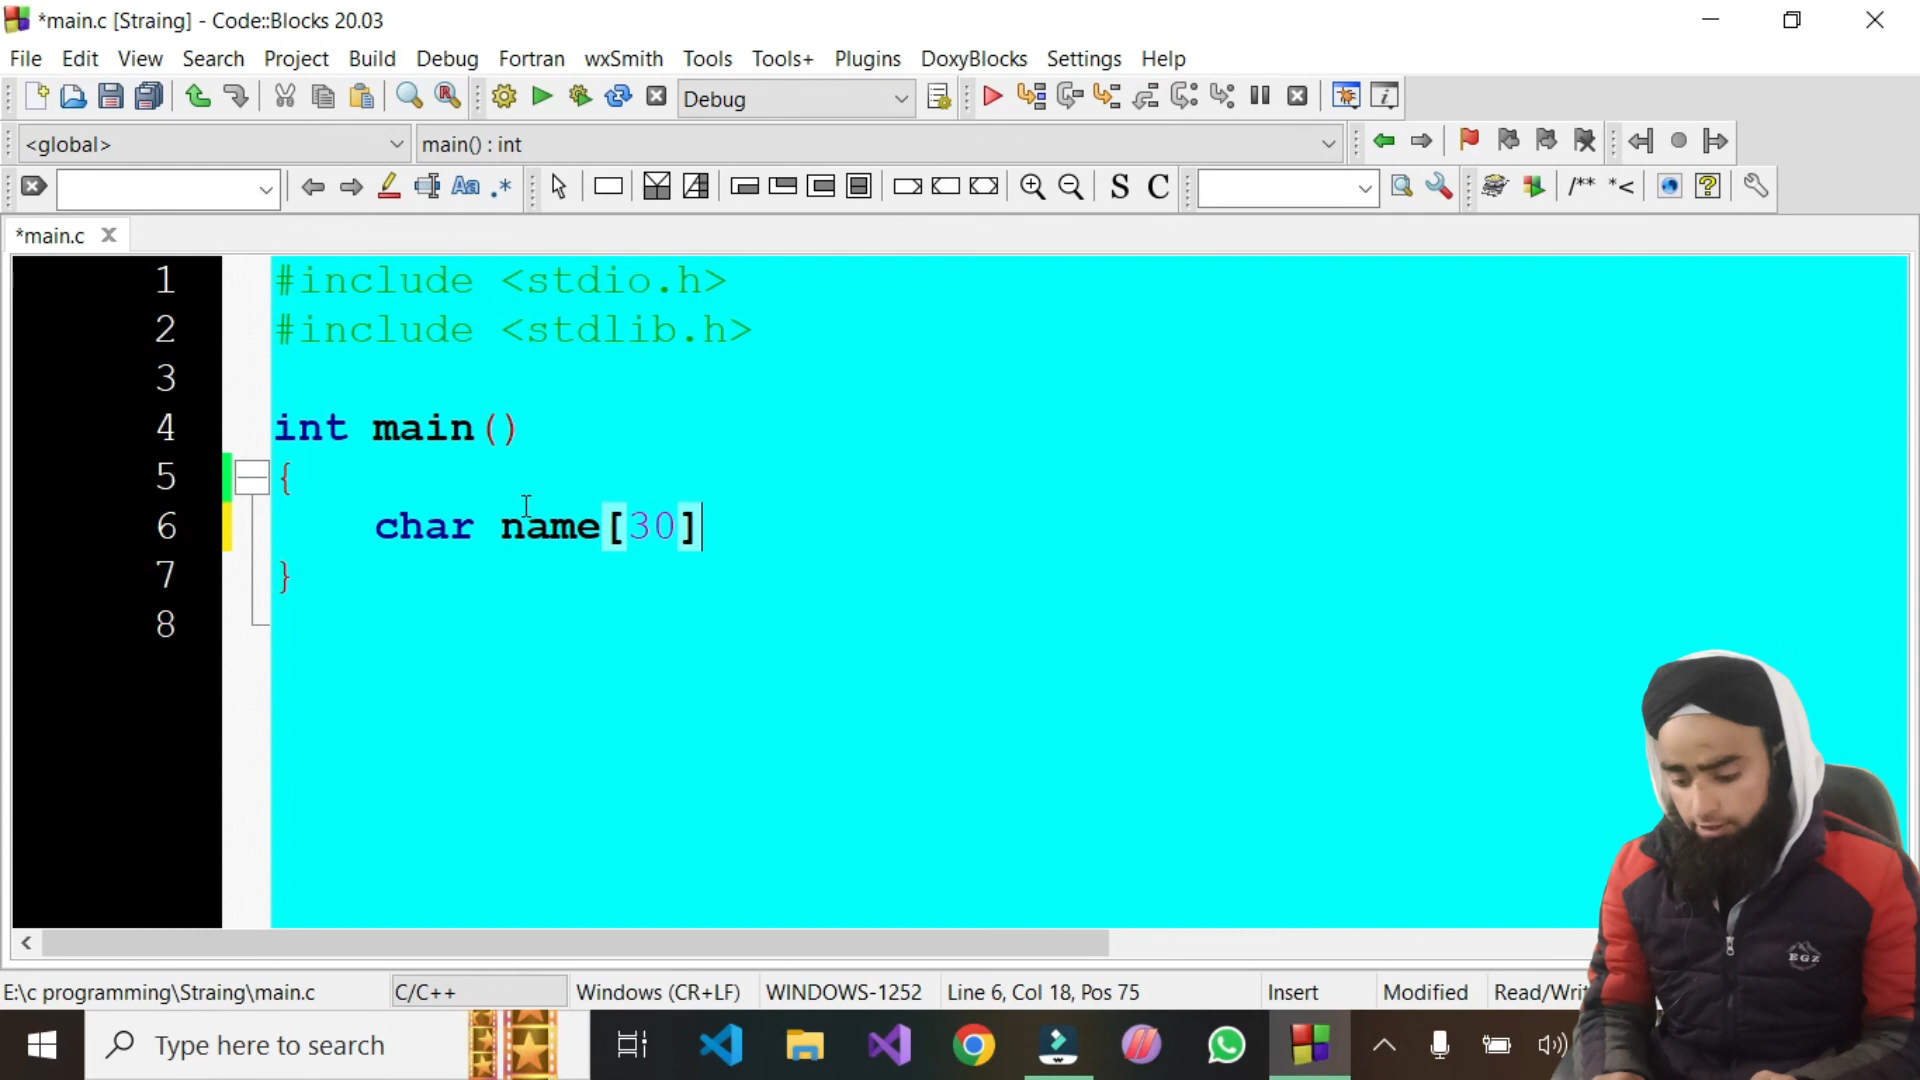 *main.c [Straing] - Code::Blocks 20.03
File Edit View Search Project Build Debug Fortran wxSmith Tools Tools+ Plugins DoxyBlocks Settings Help
Debug
<global> main() : int
S C /** *<
*main.c
1 #include <stdio.h>
2 #include <stdlib.h>
3
4 int main()
5 {
6 char name[30]
7 }
8
EGZ
E:\c programming\Straing\main.c C/C++ Windows (CR+LF) WINDOWS-1252 Line 6, Col 18, Pos 75 Insert Modified
Type here to search